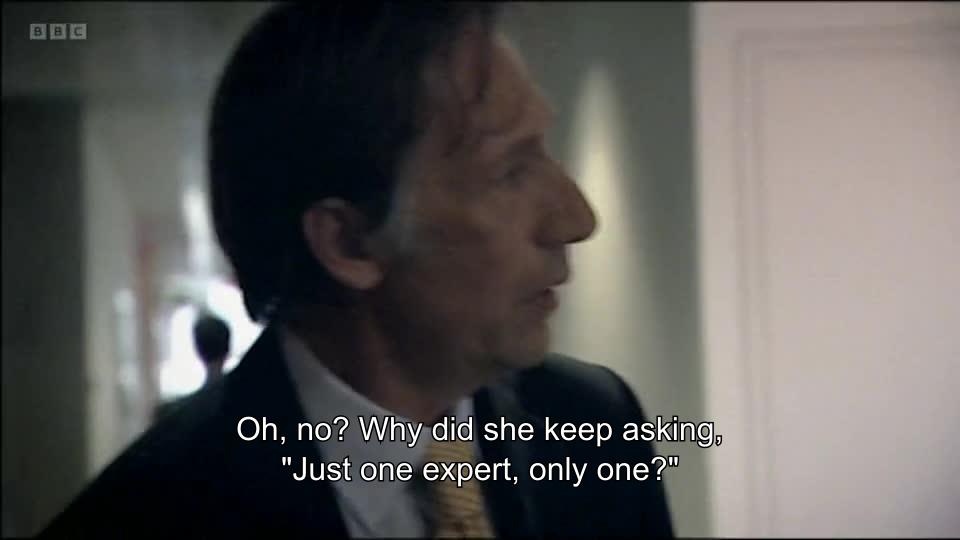 BBC
Oh, no? Why did she keep asking,
"Just one expert, only one?"